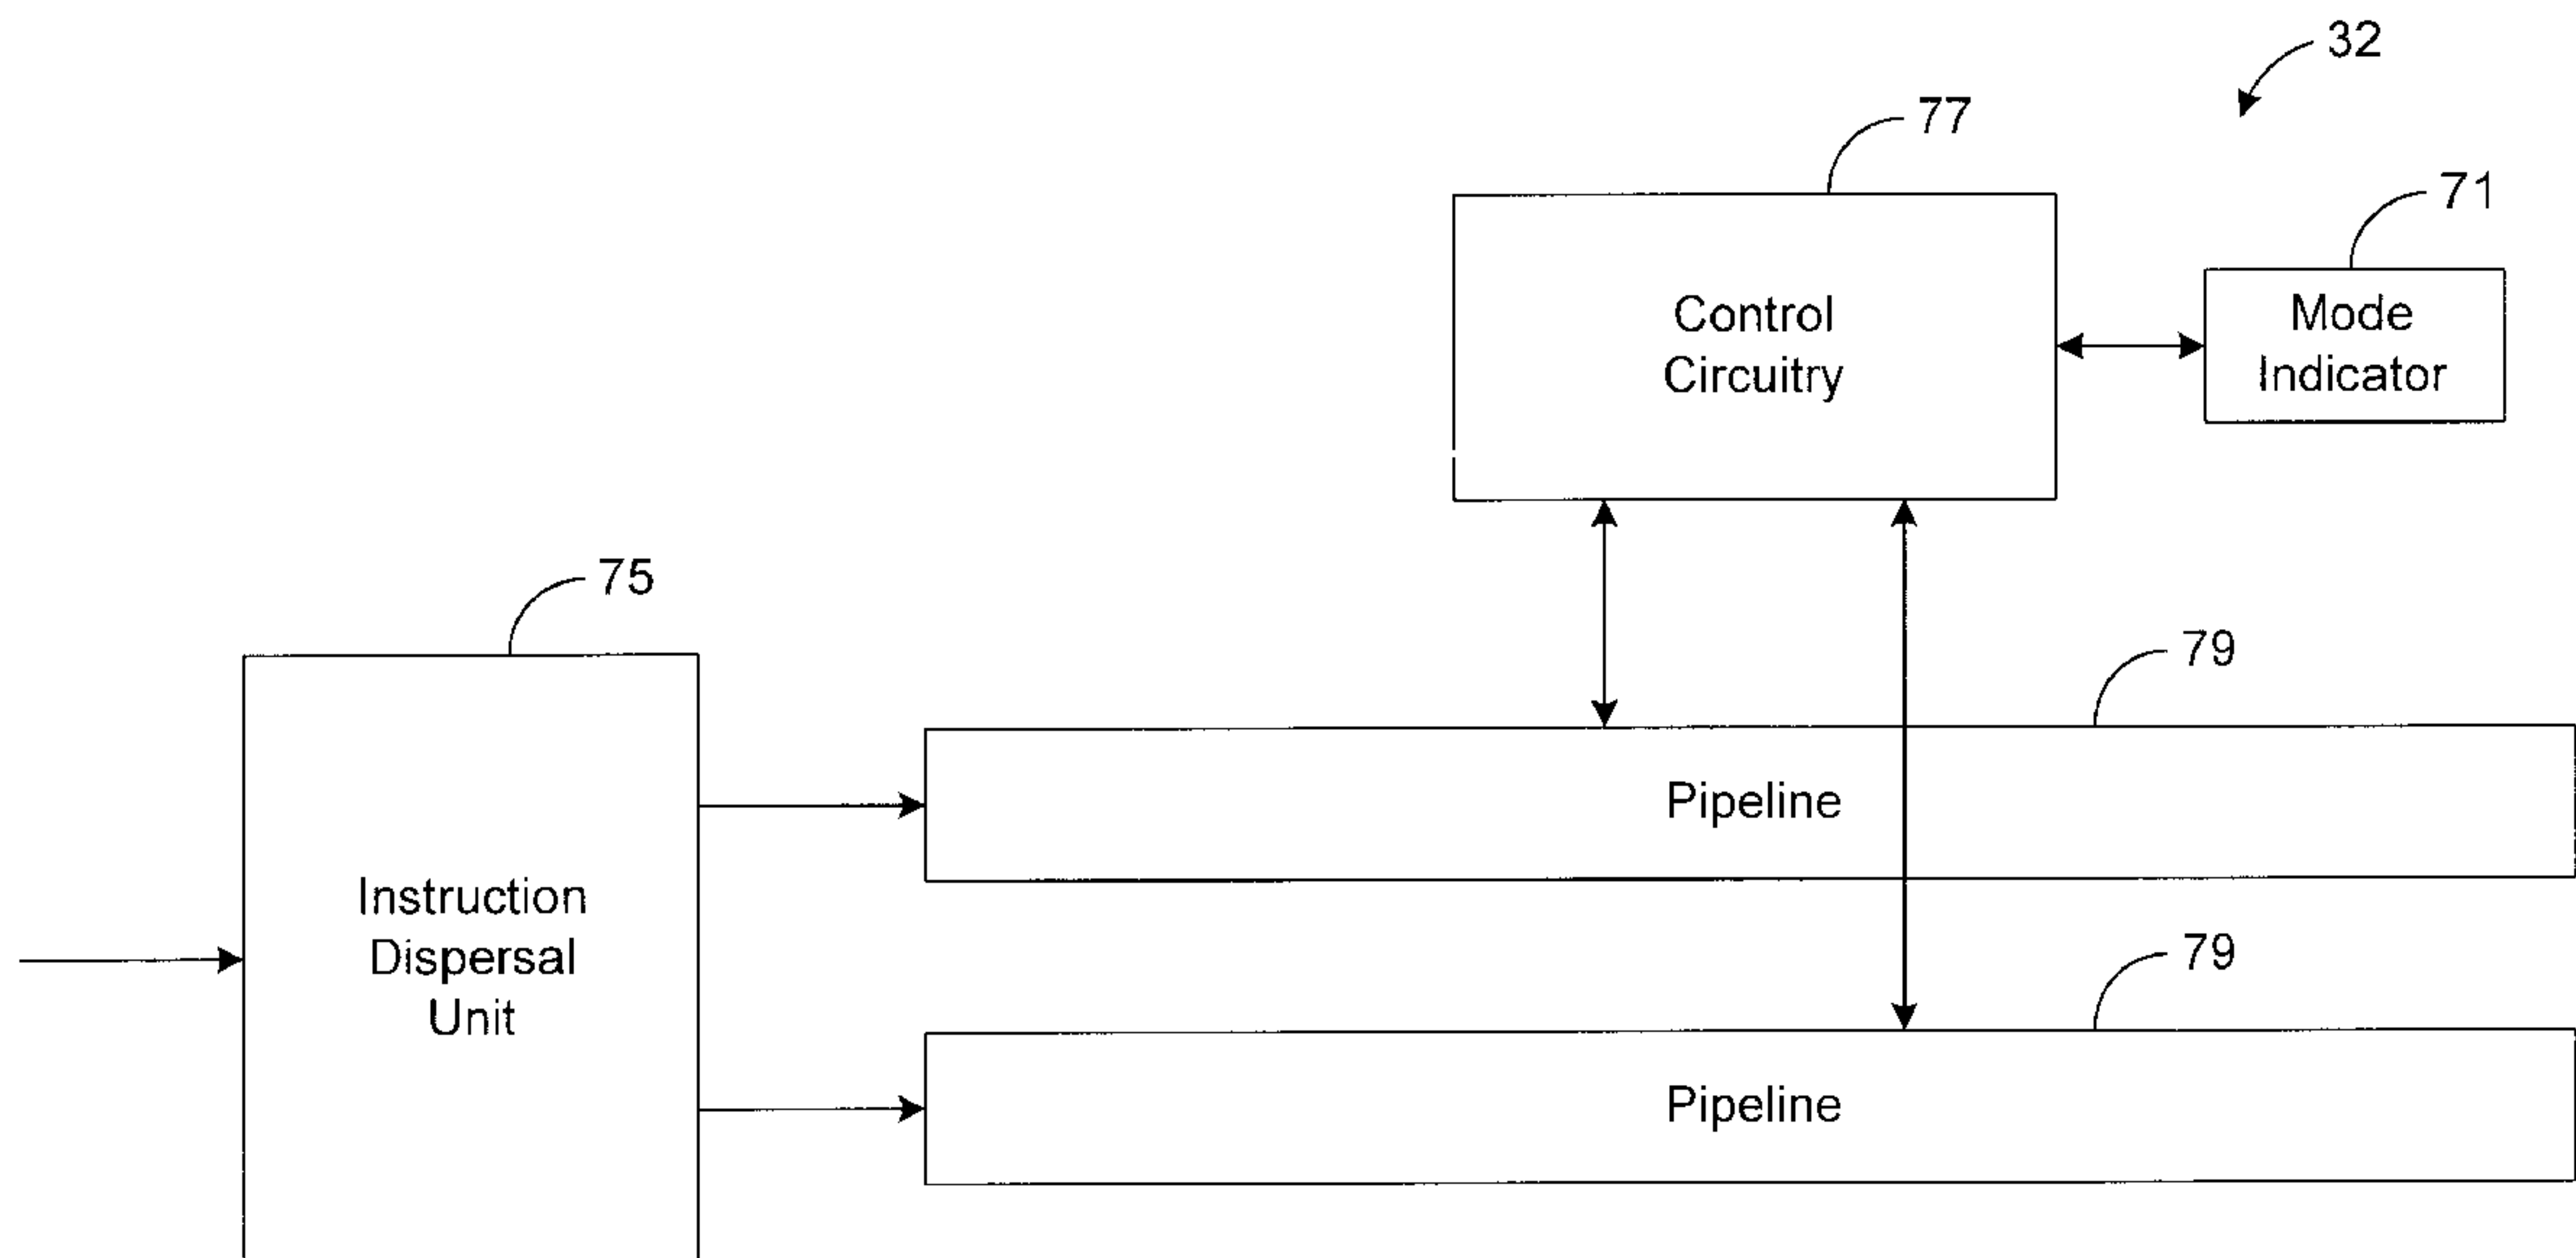 32
77
71
Control
Circuitry
Mode
Indicator
75
79
Pipeline
Instruction
Dispersal
Unit
79
Pipeline